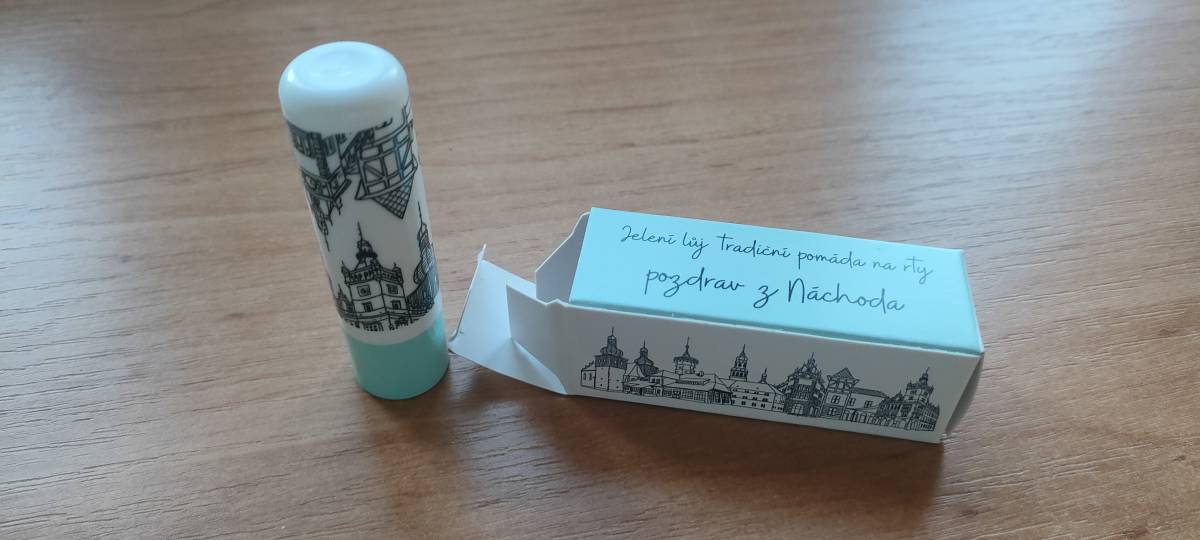 Jelení lůj Tradiční pomáda na rty
pozdrav z Náchoda